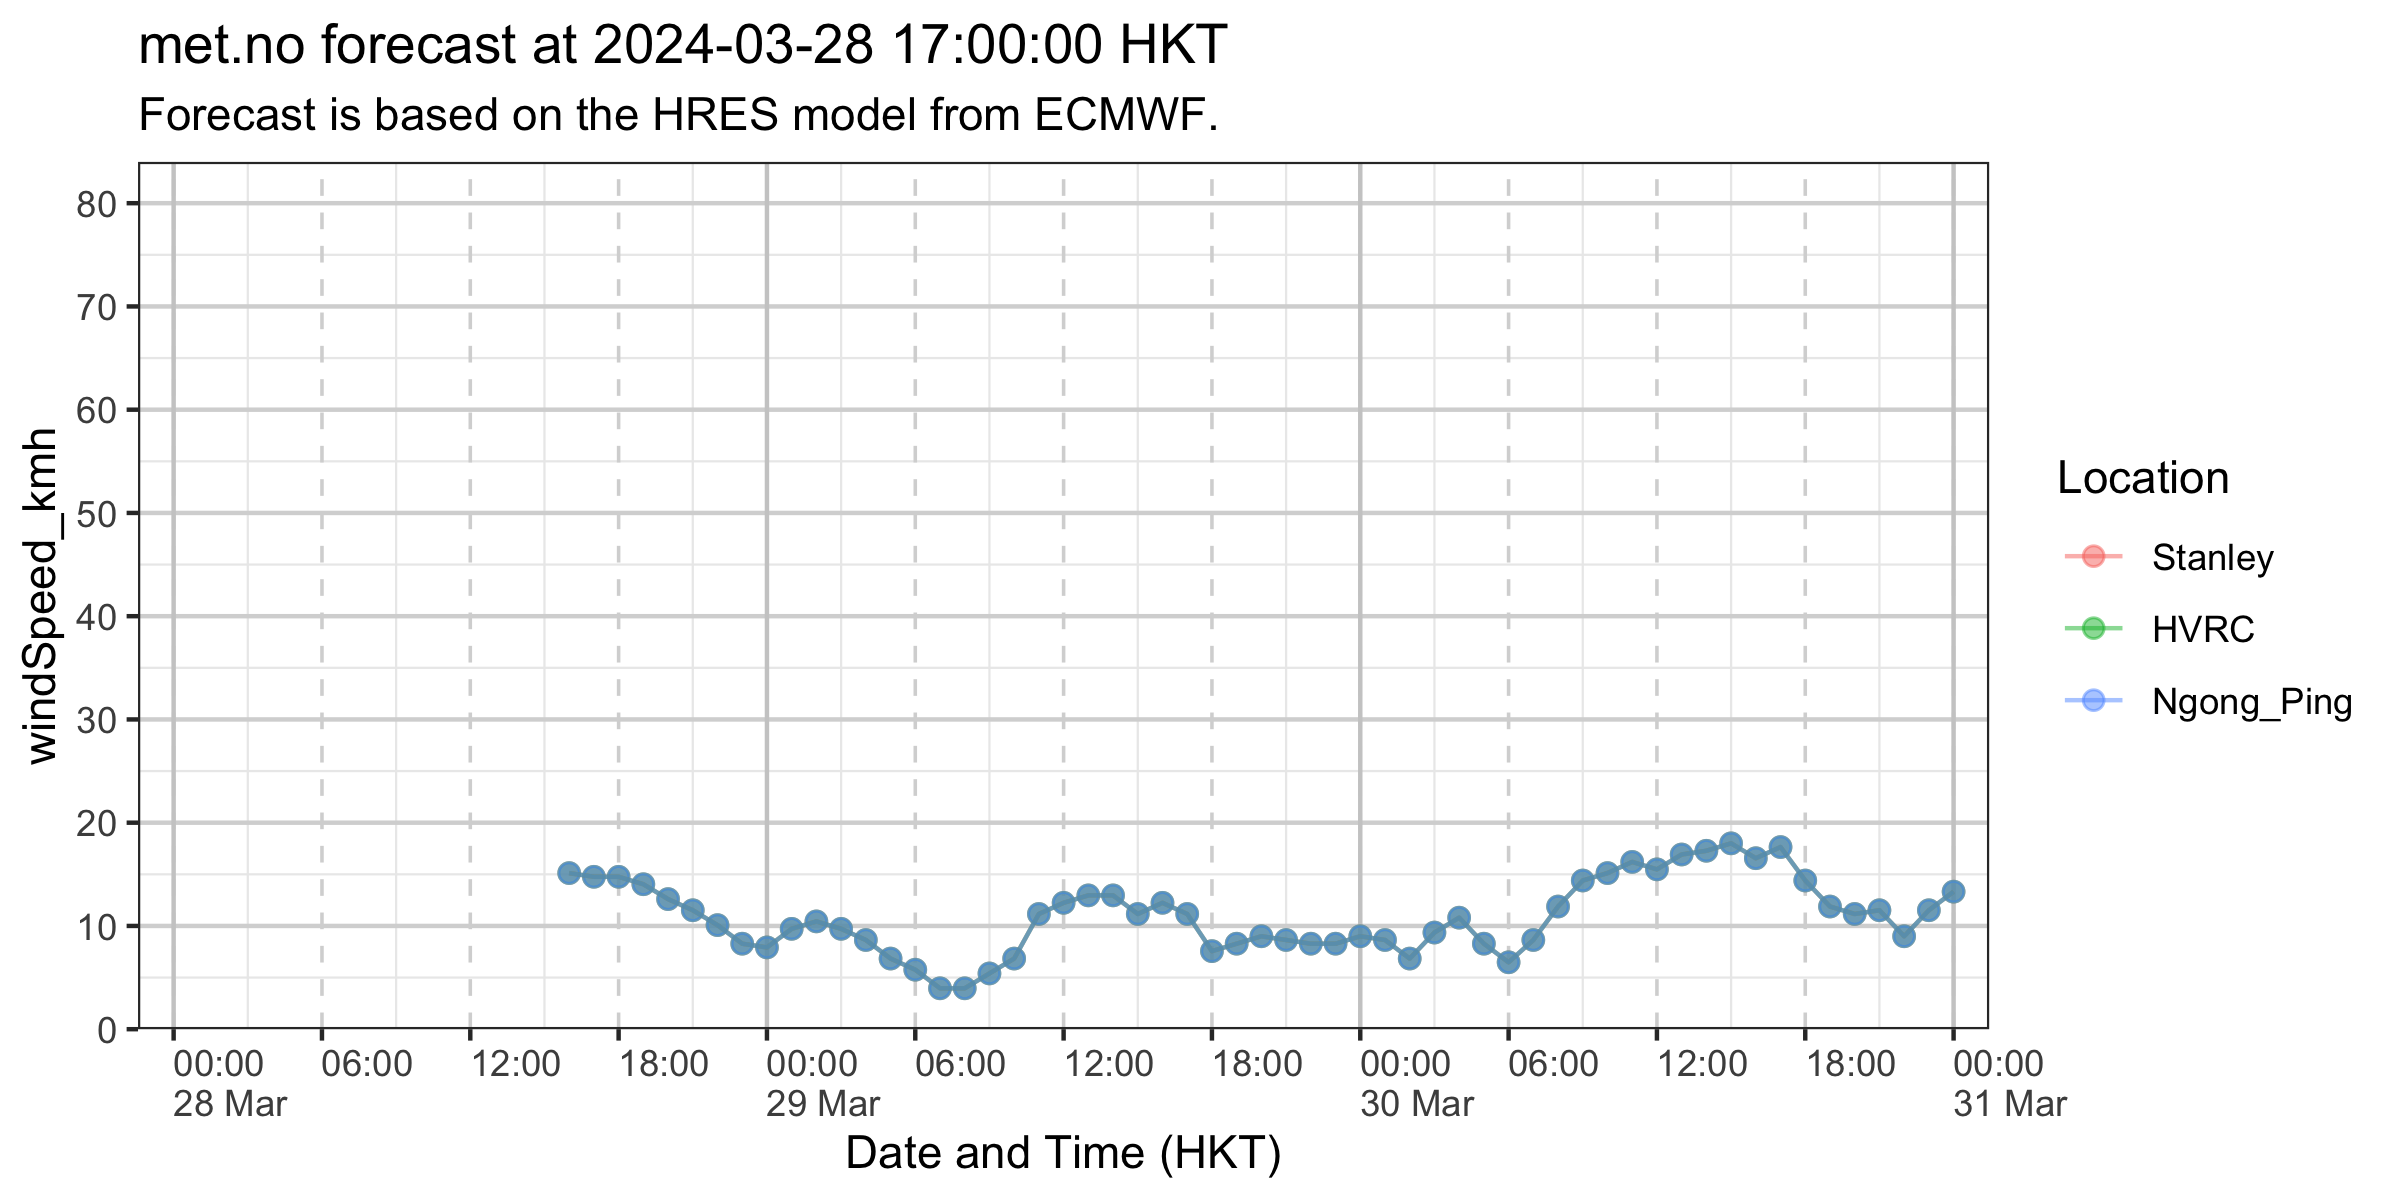 met.no forecast at 2024-03-28 17:00:00 HKT
Forecast is based on the HRES model from ECMWF.
windSpeed_kmh
80
70
60
50
40
30
20
10
0
00:00 06:00 12:00 18:00 00:00 06:00 12:00 18:00 00:00 06:00 12:00 18:00 00:00
28 Mar 29 Mar 30 Mar 31 Mar
Date and Time (HKT)
Location
Stanley
HVRC
Ngong_Ping